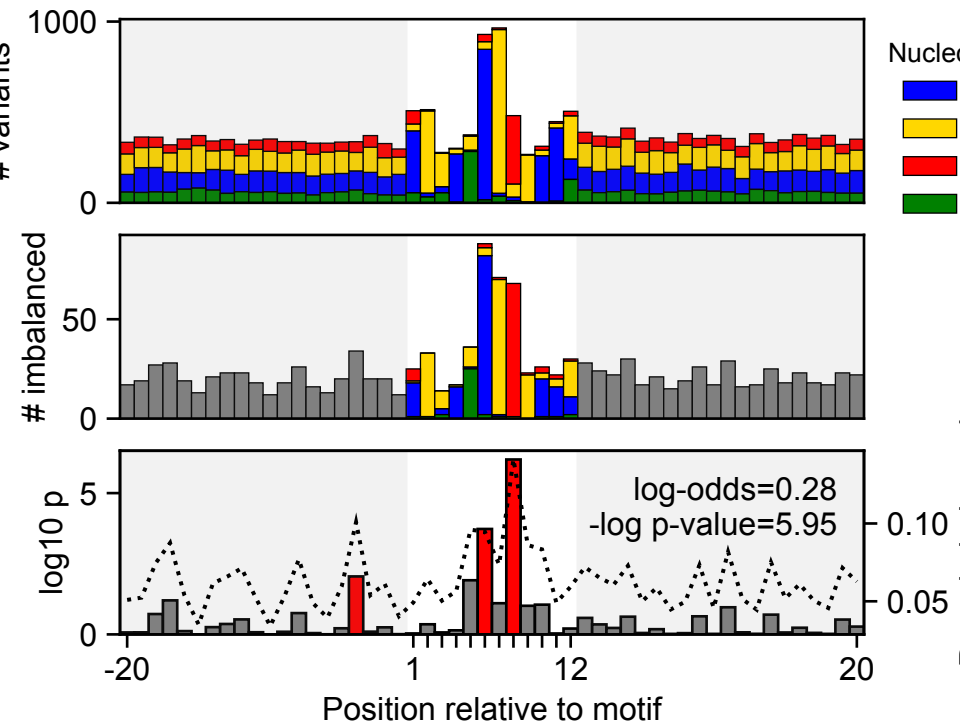 1000
0
# variants
50
0
# imbalanced
5
0
log10 p
log-odds=0.28
-log p-value=5.95
0.10
0.05
-20
1
12
20
Position relative to motif